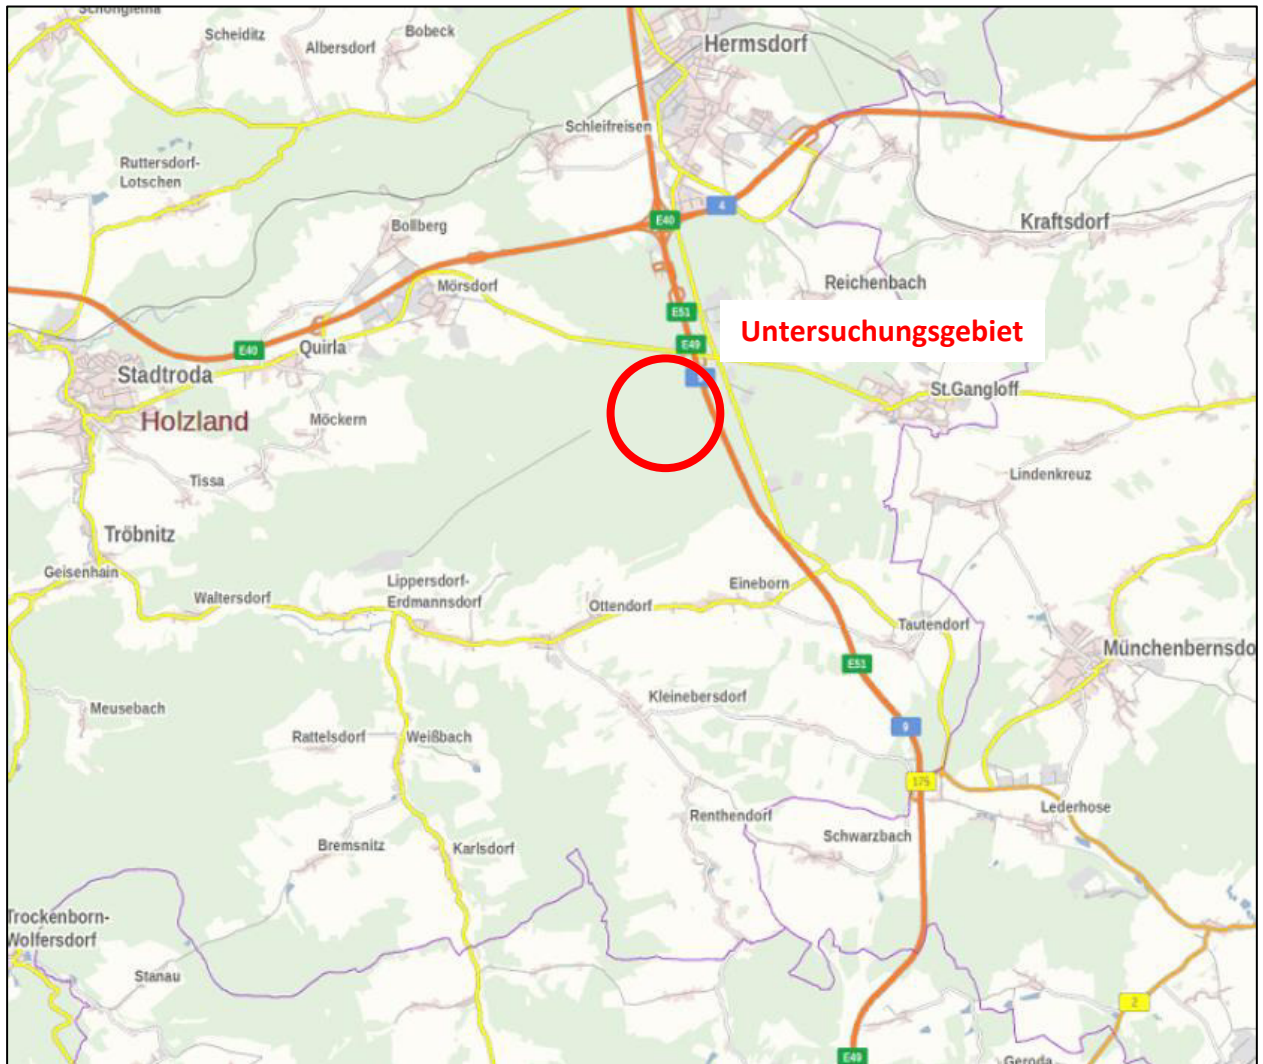 Schöngleina
Scheiditz
Albersdorf
Bobeck
Hermsdorf
Schleifreisen
Ruttersdorf-
Lotschen
4
E40
Bollberg
Kraftsdorf
Mörsdorf
Reichenbach
E51
Untersuchungsgebiet
E49
E40
Quirla
Stadtroda
St.Gangloff
Holzland
Möckern
Tissa
Lindenkreuz
Tröbnitz
Geisenhain
Lippersdorf-
Erdmannsdorf
Waltersdorf
Ottendorf
Eineborn
Tautendorf
Münchenbernsdo
E51
Kleinebersdorf
Meusebach
Rattelsdorf
Weißbach
9
175
Renthendorf
Lederhose
Schwarzbach
Bremsnitz
Karlsdorf
Trockenborn-
Wolfersdorf
Stanau
2
E49
Geroda